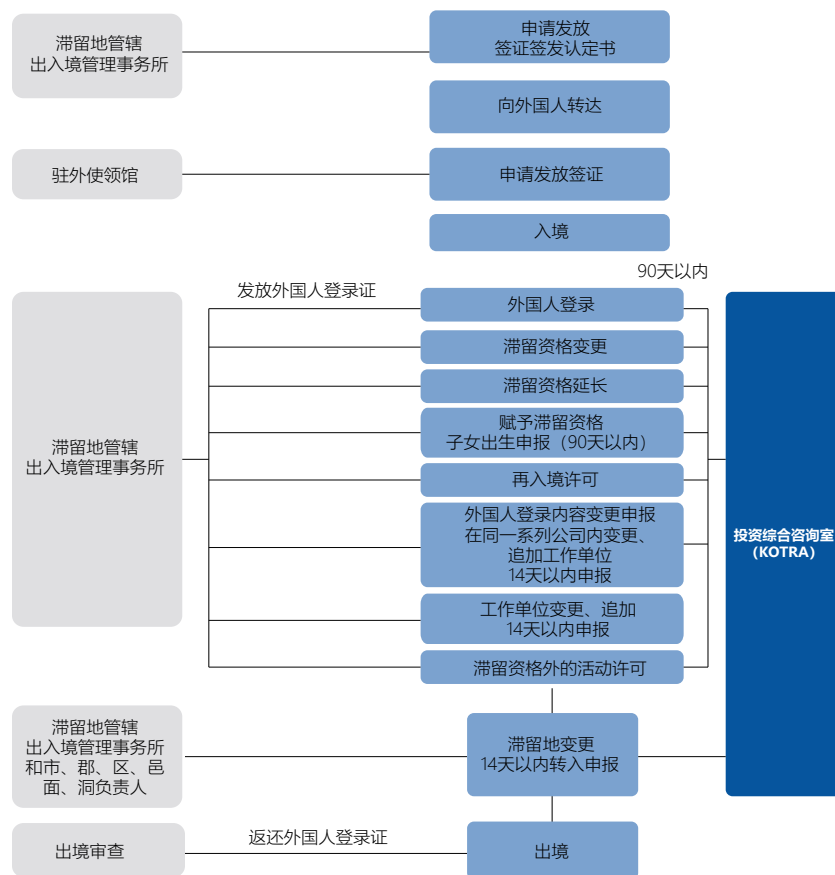 滞留地管辖
出入境管理事务所
申请发放
签证签发认定书
向外国人转达
驻外使领馆
申请发放签证
入境
90天以内
发放外国人登录证
外国人登录
滞留资格变更
滞留资格延长
赋予滞留资格
子女出生申报（90天以内）
滞留地管辖
出入境管理事务所
再入境许可
外国人登录内容变更申报
在同一系列公司内变更、
追加工作单位
14天以内申报
投资综合咨询室
（KOTRA）
工作单位变更、追加
14天以内申报
滞留资格外的活动许可
滞留地管辖
出入境管理事务所
和市、郡、区、邑
面、洞负责人
滞留地变更
14天以内转入申报
出境审查
返还外国人登录证
出境